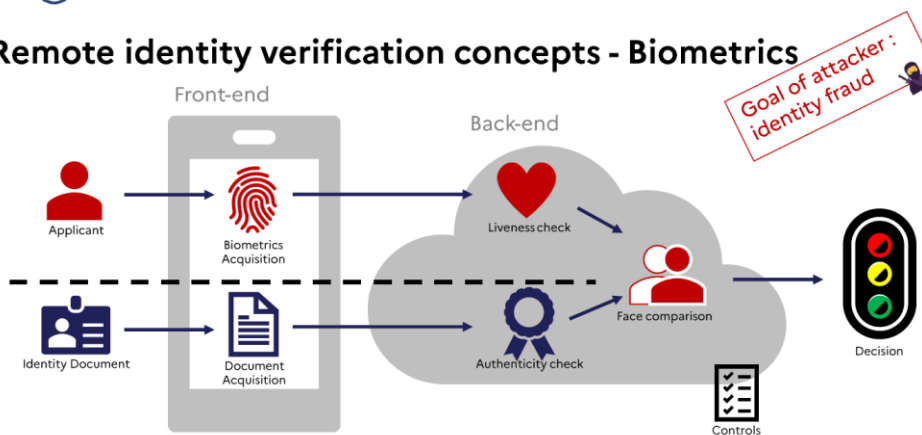 Remote identity verification concepts - Biometrics
Goal of attacker :
identity fraud
Front-end
Back-end
Applicant
Biometrics
Acquisition
Liveness check
Face comparison
Identity Document
Document
Acquisition
Authenticity check
Decision
Controls